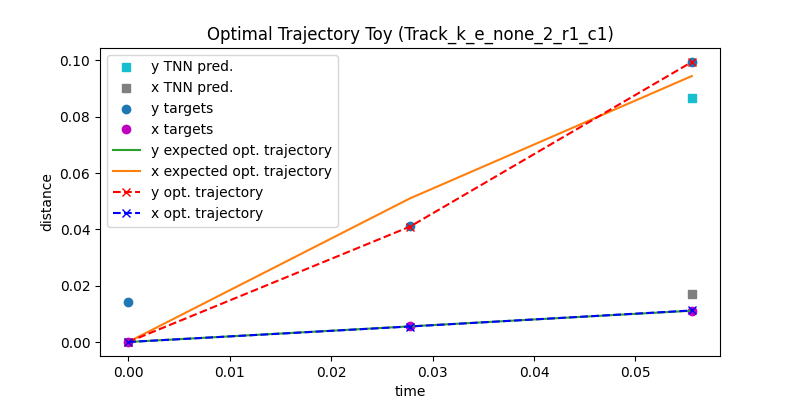 Optimal Trajectory Toy (Track_k_e_none_2_r1_c1)
y TNN pred.
x TNN pred.
y targets
x targets
y expected opt. trajectory
x expected opt. trajectory
y opt. trajectory
x opt. trajectory
distance
0.10
0.08
0.06
0.04
0.02
0.00
0.00 0.01 0.02 0.03 0.04 0.05
time